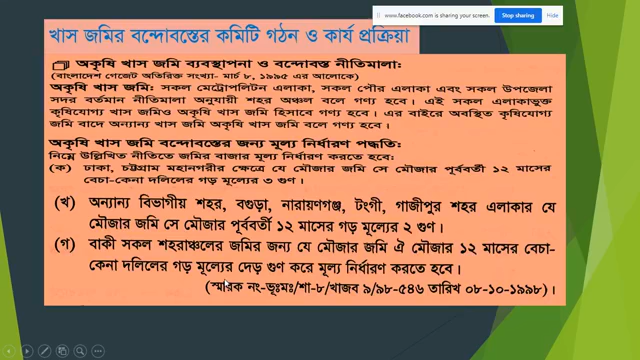 www.facebook.com is sharing your screen. Stop sharing Hide
খাস জমির বন্দোবস্তের কমিটি গঠন ও কার্য প্রক্রিয়া
অকৃষি খাস জমি ব্যবস্থাপনা ও বন্দোবস্ত নীতিমালা:
(বাংলাদেশ গেজেট অতিরিক্ত সংখ্যা- মার্চ ৮, ১৯৯৫ এর আলোকে)
অকৃষি খাস জমি: সকল মেট্রোপলিটন এলাকা, সকল পৌর এলাকা এবং সকল উপজেলা
সদর বর্তমান নীতিমালা অনুযায়ী শহর অঞ্চল বলে গণ্য হবে। এই সকল এলাকাভুক্ত
কৃষিযোগ্য খাস জমিও অকৃষি খাস জমি হিসাবে গণ্য হবে। এর বাইরে অবস্থিত কৃষিযোগ্য
জমি বাদে অন্যান্য খাস জমি অকৃষি খাস জমি বলে গণ্য হবে।
অকৃষি খাস জমি বন্দোবস্তের জন্য মূল্য নির্ধারণ পদ্ধতি:
নিম্নে উল্লিখিত নীতিতে জমির বাজার মূল্য নির্ধারণ করতে হবে:
(ক) ঢাকা, চট্টগ্রাম মহানগরীর ক্ষেত্রে যে মৌজার জমি সে মৌজার পূর্ববর্তী ১২ মাসের
বেচা-কেনা দলিলের গড় মূল্যের ৩ গুণ।
(খ) অন্যান্য বিভাগীয় শহর, বগুড়া, নারায়ণগঞ্জ, টংগী, গাজীপুর শহর এলাকার যে
মৌজার জমি সে মৌজার পূর্ববর্তী ১২ মাসের গড় মূল্যের ২ গুণ।
(গ) বাকী সকল শহরাঞ্চলের জমির জন্য যে মৌজার জমি ঐ মৌজার ১২ মাসের বেচা-
কেনা দলিলের গড় মূল্যের দেড় গুণ করে মূল্য নির্ধারণ করতে হবে।
(স্মারক নং-ভূঃমঃ/শা-৮/খাজব ৯/৯৮-৫৪৬ তারিখ ০৮-১০-১৯৯৮)।